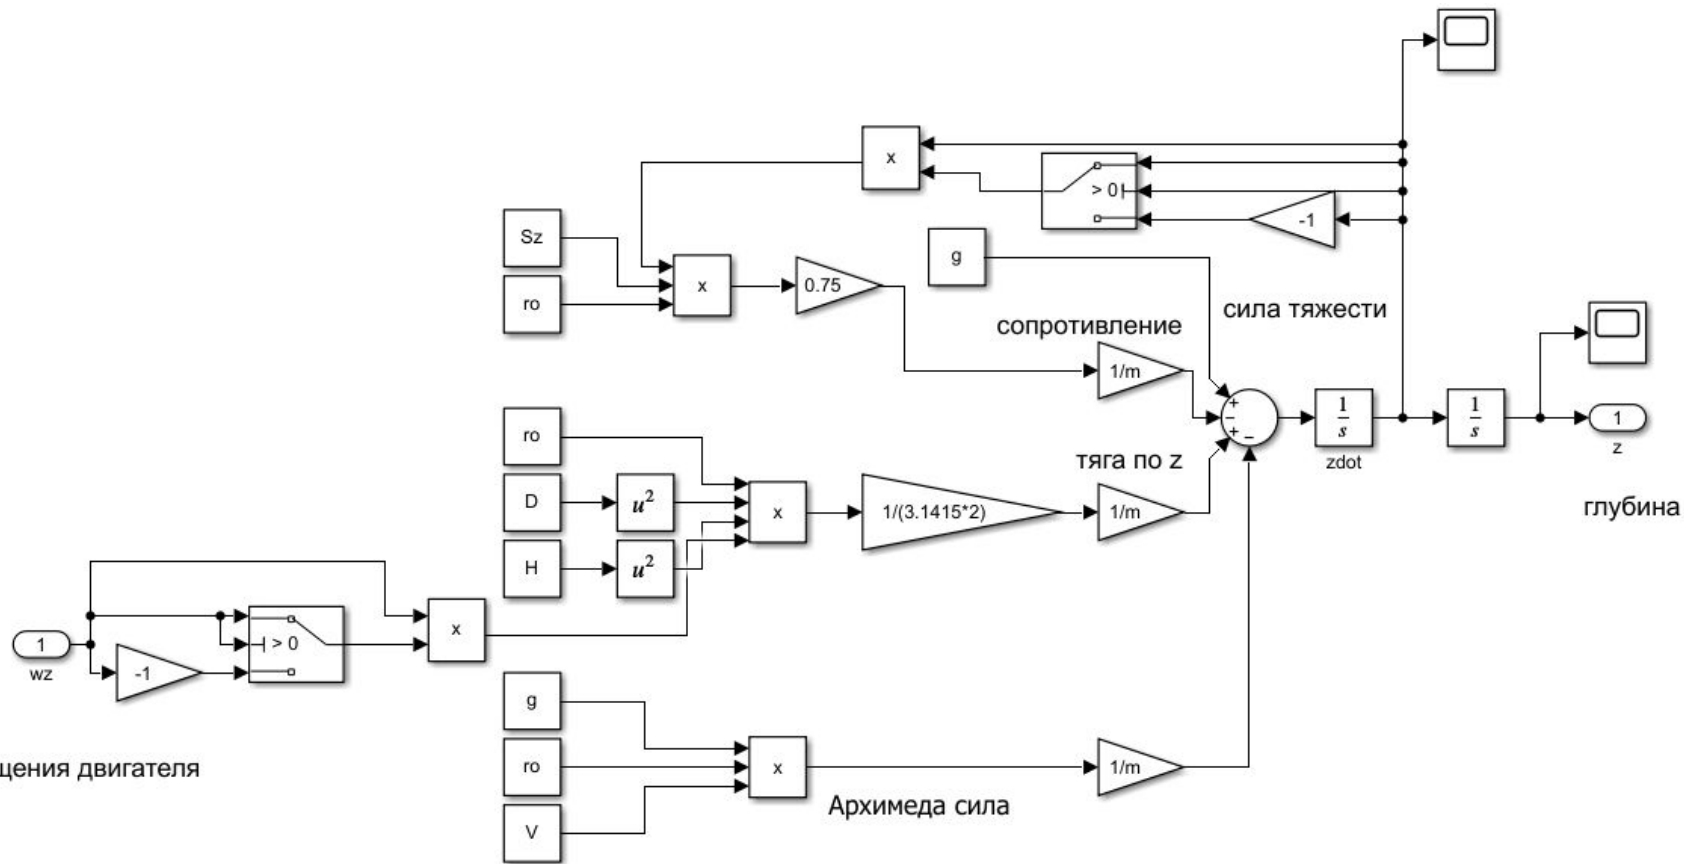 x
> 0
-1
Sz
g
x
0.75
ro
сила тяжести
сопротивление
1/m
+
−
+
−
1
s
zdot
1
s
1
z
глубина
ro
тяга по z
D
u²
x
1/(3.1415*2)
1/m
H
u²
x
1
wz
> 0
-1
g
ro
x
1/m
щения двигателя
Архимеда сила
V